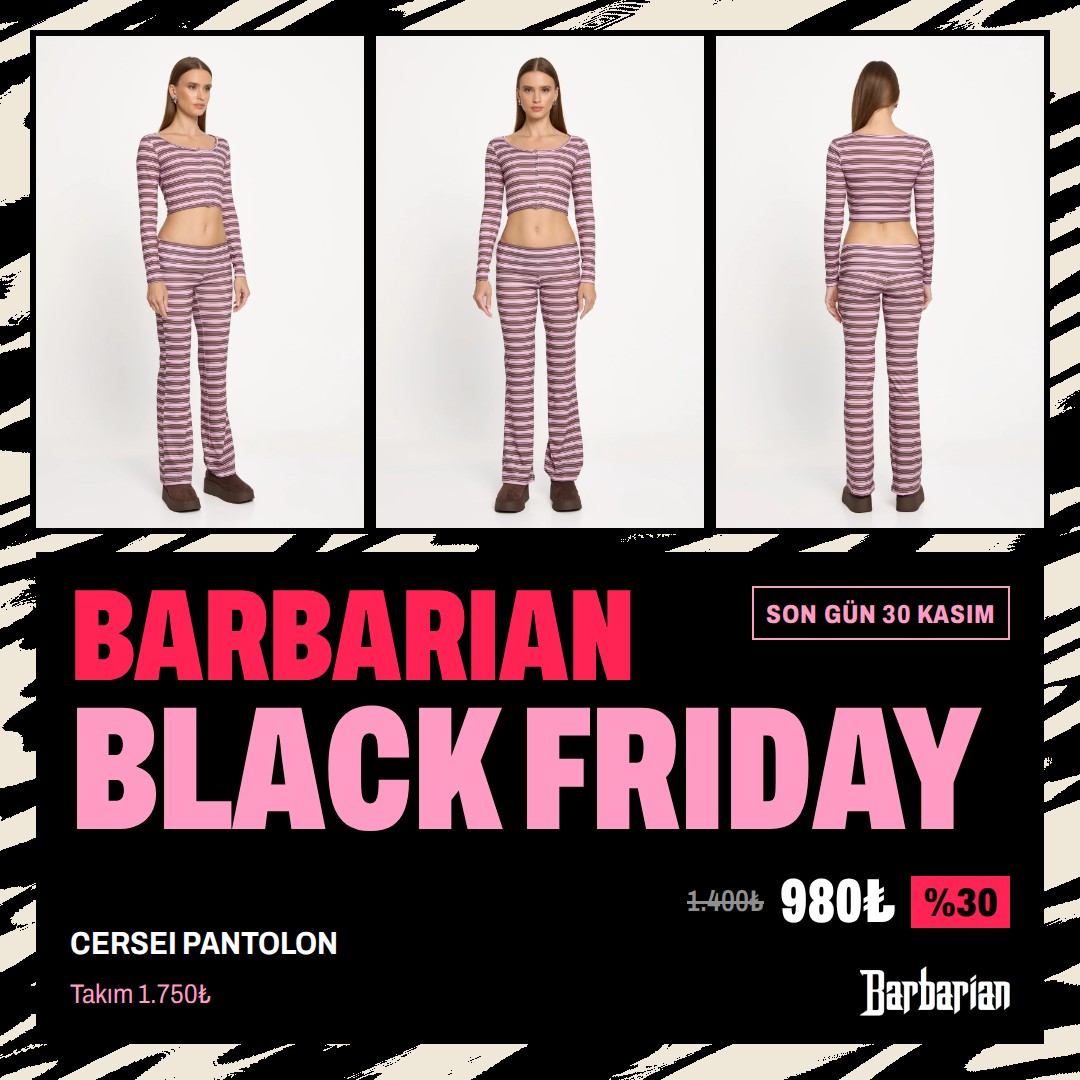 BARBARIAN
SON GÜN 30 KASIM
BLACK FRIDAY
1.400₺ 980₺ %30
CERSEI PANTOLON
Takım 1.750₺
Barbarian